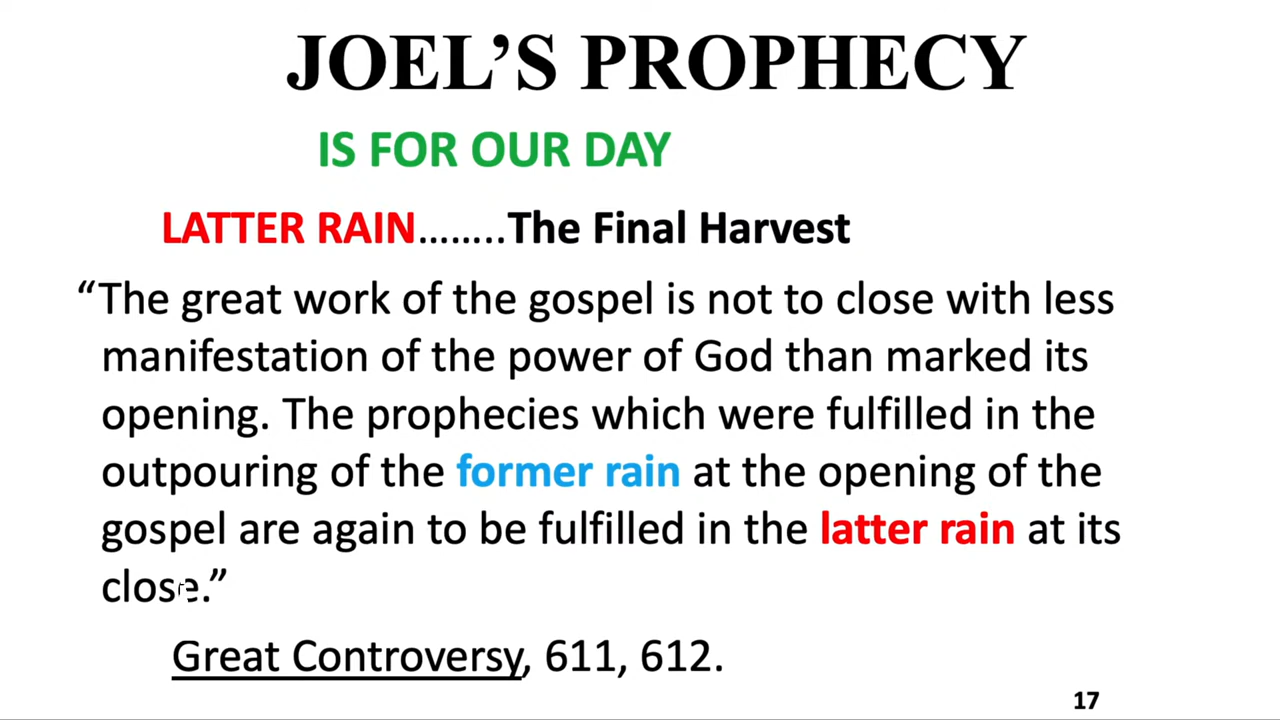 JOEL’S PROPHECY
IS FOR OUR DAY
LATTER RAIN……..The Final Harvest
“The great work of the gospel is not to close with less
manifestation of the power of God than marked its
opening. The prophecies which were fulfilled in the
outpouring of the former rain at the opening of the
gospel are again to be fulfilled in the latter rain at its
close.”
Great Controversy, 611, 612.
17